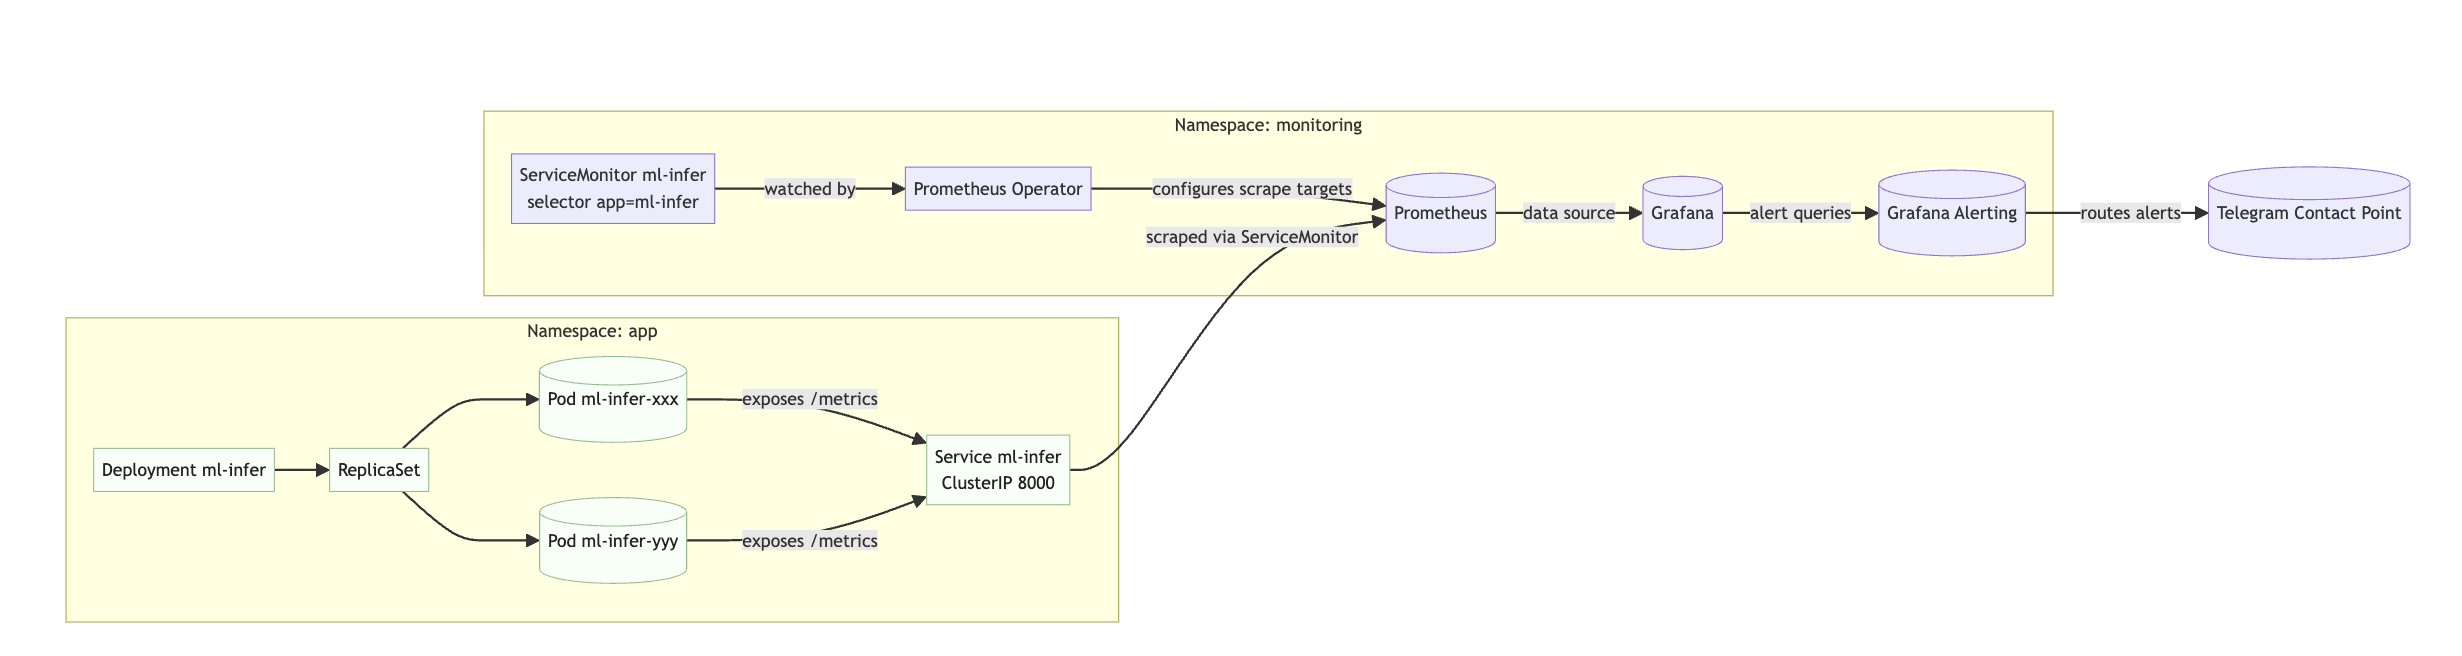 Namespace: monitoring
ServiceMonitor ml-infer
selector app=ml-infer
watched by
Prometheus Operator
configures scrape targets
scraped via ServiceMonitor
Prometheus
data source
Grafana
alert queries
Grafana Alerting
routes alerts
Telegram Contact Point
Namespace: app
Deployment ml-infer
ReplicaSet
Pod ml-infer-xxx
exposes /metrics
Pod ml-infer-yyy
exposes /metrics
Service ml-infer
ClusterIP 8000